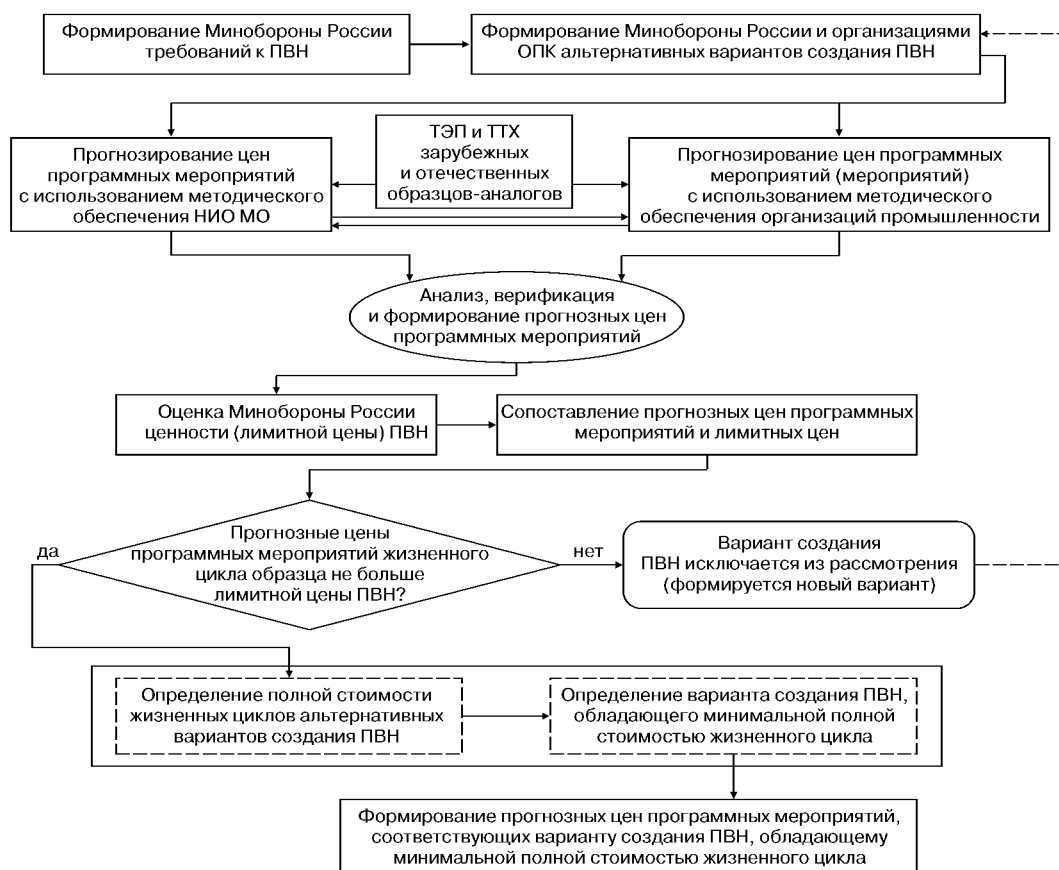 Формирование Минобороны России
требований к ПВН
Формирование Минобороны России и организациями
ОПК альтернативных вариантов создания ПВН
Прогнозирование цен
программных мероприятий
с использованием методического
обеспечения НИО МО
ТЭП и ТТХ
зарубежных
и отечественных
образцов-аналогов
Прогнозирование цен программных
мероприятий (мероприятий)
с использованием методического
обеспечения организаций промышленности
Анализ, верификация
и формирование прогнозных цен
программных мероприятий
Оценка Минобороны России
ценности (лимитной цены) ПВН
Сопоставление прогнозных цен программных
мероприятий и лимитных цен
да
Прогнозные цены
программных мероприятий жизненного
цикла образца не больше
лимитной цены ПВН?
нет
Вариант создания
ПВН исключается из рассмотрения
(формируется новый вариант)
Определение полной стоимости
жизненных циклов альтернативных
вариантов создания ПВН
Определение варианта создания ПВН,
обладающего минимальной полной
стоимостью жизненного цикла
Формирование прогнозных цен программных мероприятий,
соответствующих варианту создания ПВН, обладающему
минимальной полной стоимостью жизненного цикла